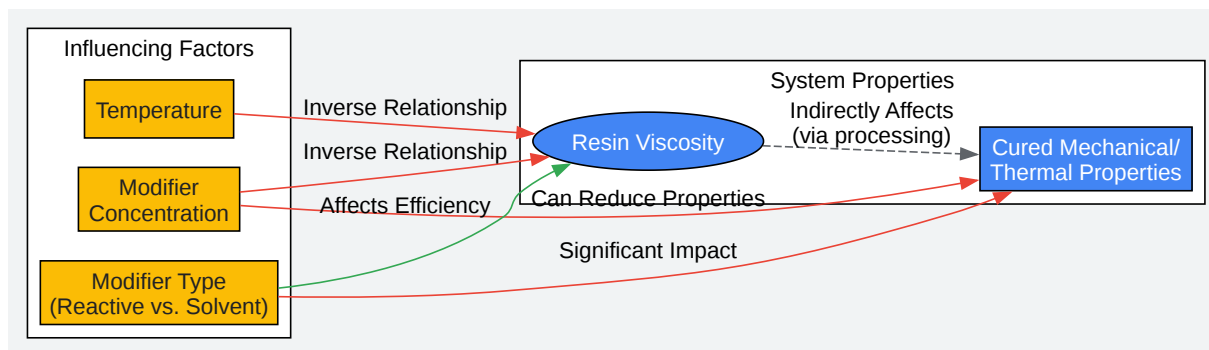 Influencing Factors
Temperature
Modifier
Concentration
Modifier Type
(Reactive vs. Solvent)
Inverse Relationship
Inverse Relationship
Affects Efficiency
Can Reduce Properties
Significant Impact
System Properties
Resin Viscosity
Indirectly Affects
(via processing)
Cured Mechanical/
Thermal Properties